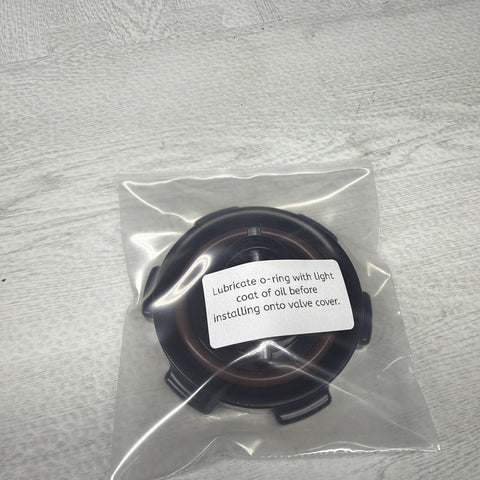 Lubricate o-ring with light
coat of oil before
installing onto valve cover.